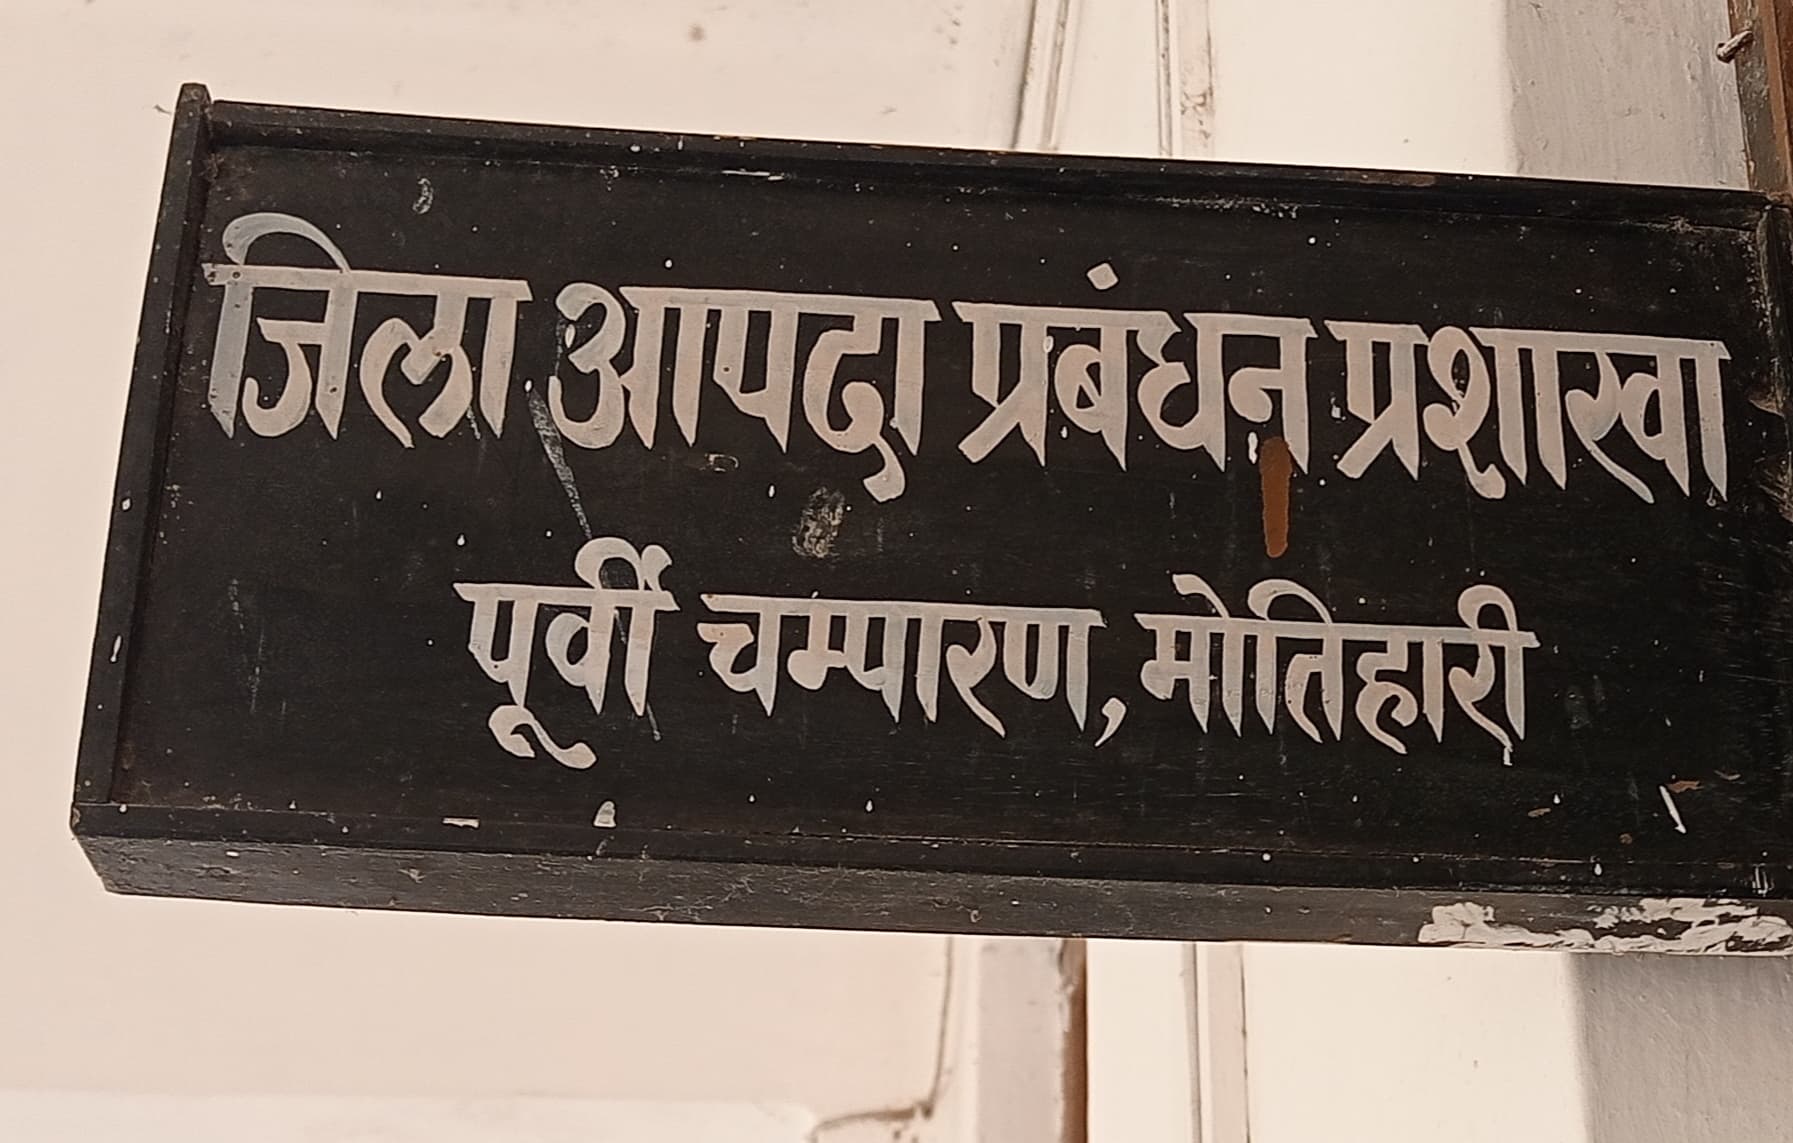 जिला आपदा प्रबंधन प्रशाखा
पूर्वी चम्पारण, मोतिहारी